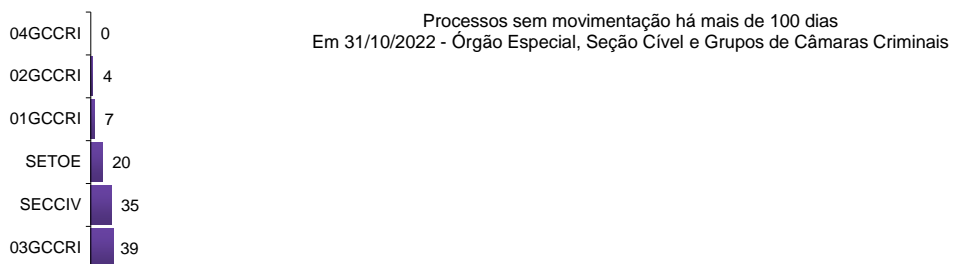 Processos sem movimentação há mais de 100 dias
Em 31/10/2022 - Órgão Especial, Seção Cível e Grupos de Câmaras Criminais
04GCCRI 0
02GCCRI 4
01GCCRI 7
SETOE 20
SECCIV 35
03GCCRI 39